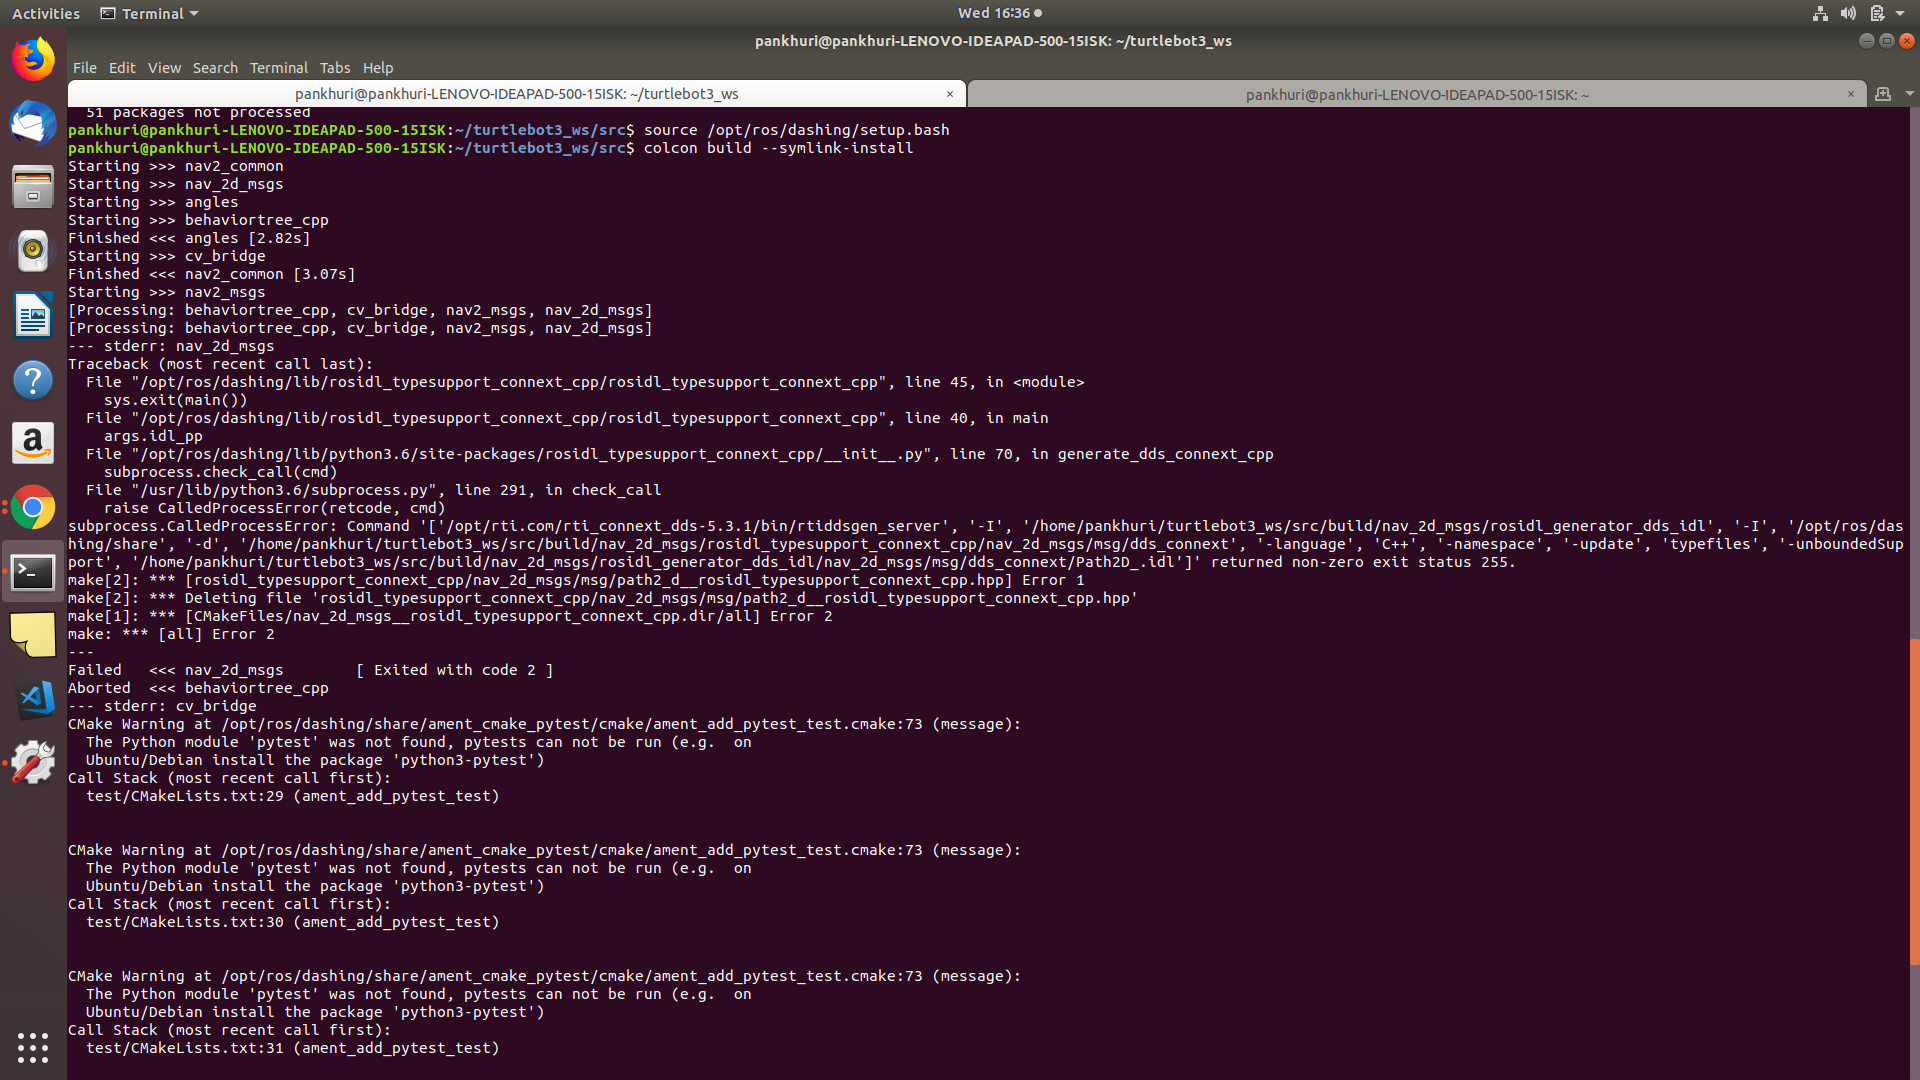 Activities Terminal Wed 16:36
pankhuri@pankhuri-LENOVO-IDEAPAD-500-15ISK: ~/turtlebot3_ws
File Edit View Search Terminal Tabs Help
pankhuri@pankhuri-LENOVO-IDEAPAD-500-15ISK: ~/turtlebot3_ws × pankhuri@pankhuri-LENOVO-IDEAPAD-500-15ISK: ~ ×
  51 packages not processed
pankhuri@pankhuri-LENOVO-IDEAPAD-500-15ISK:~/turtlebot3_ws/src$ source /opt/ros/dashing/setup.bash
pankhuri@pankhuri-LENOVO-IDEAPAD-500-15ISK:~/turtlebot3_ws/src$ colcon build --symlink-install
Starting >>> nav2_common
Starting >>> nav_2d_msgs
Starting >>> angles
Starting >>> behaviortree_cpp
Finished <<< angles [2.82s]
Starting >>> cv_bridge
Finished <<< nav2_common [3.07s]
Starting >>> nav2_msgs
[Processing: behaviortree_cpp, cv_bridge, nav2_msgs, nav_2d_msgs]
[Processing: behaviortree_cpp, cv_bridge, nav2_msgs, nav_2d_msgs]
--- stderr: nav_2d_msgs
Traceback (most recent call last):
  File "/opt/ros/dashing/lib/rosidl_typesupport_connext_cpp/rosidl_typesupport_connext_cpp", line 45, in <module>
    sys.exit(main())
  File "/opt/ros/dashing/lib/rosidl_typesupport_connext_cpp/rosidl_typesupport_connext_cpp", line 40, in main
    args.idl_pp
  File "/opt/ros/dashing/lib/python3.6/site-packages/rosidl_typesupport_connext_cpp/__init__.py", line 70, in generate_dds_connext_cpp
    subprocess.check_call(cmd)
  File "/usr/lib/python3.6/subprocess.py", line 291, in check_call
    raise CalledProcessError(retcode, cmd)
subprocess.CalledProcessError: Command '['/opt/rti.com/rti_connext_dds-5.3.1/bin/rtiddsgen_server', '-I', '/home/pankhuri/turtlebot3_ws/src/build/nav_2d_msgs/rosidl_generator_dds_idl', '-I', '/opt/ros/das
hing/share', '-d', '/home/pankhuri/turtlebot3_ws/src/build/nav_2d_msgs/rosidl_typesupport_connext_cpp/nav_2d_msgs/msg/dds_connext', '-language', 'C++', '-namespace', '-update', 'typefiles', '-unboundedSup
port', '/home/pankhuri/turtlebot3_ws/src/build/nav_2d_msgs/rosidl_generator_dds_idl/nav_2d_msgs/msg/dds_connext/Path2D_.idl']' returned non-zero exit status 255.
make[2]: *** [rosidl_typesupport_connext_cpp/nav_2d_msgs/msg/path2_d__rosidl_typesupport_connext_cpp.hpp] Error 1
make[2]: *** Deleting file 'rosidl_typesupport_connext_cpp/nav_2d_msgs/msg/path2_d__rosidl_typesupport_connext_cpp.hpp'
make[1]: *** [CMakeFiles/nav_2d_msgs__rosidl_typesupport_connext_cpp.dir/all] Error 2
make: *** [all] Error 2
---
Failed   <<< nav_2d_msgs        [ Exited with code 2 ]
Aborted  <<< behaviortree_cpp
--- stderr: cv_bridge
CMake Warning at /opt/ros/dashing/share/ament_cmake_pytest/cmake/ament_add_pytest_test.cmake:73 (message):
  The Python module 'pytest' was not found, pytests can not be run (e.g.  on
  Ubuntu/Debian install the package 'python3-pytest')
Call Stack (most recent call first):
  test/CMakeLists.txt:29 (ament_add_pytest_test)
CMake Warning at /opt/ros/dashing/share/ament_cmake_pytest/cmake/ament_add_pytest_test.cmake:73 (message):
  The Python module 'pytest' was not found, pytests can not be run (e.g.  on
  Ubuntu/Debian install the package 'python3-pytest')
Call Stack (most recent call first):
  test/CMakeLists.txt:30 (ament_add_pytest_test)
CMake Warning at /opt/ros/dashing/share/ament_cmake_pytest/cmake/ament_add_pytest_test.cmake:73 (message):
  The Python module 'pytest' was not found, pytests can not be run (e.g.  on
  Ubuntu/Debian install the package 'python3-pytest')
Call Stack (most recent call first):
  test/CMakeLists.txt:31 (ament_add_pytest_test)